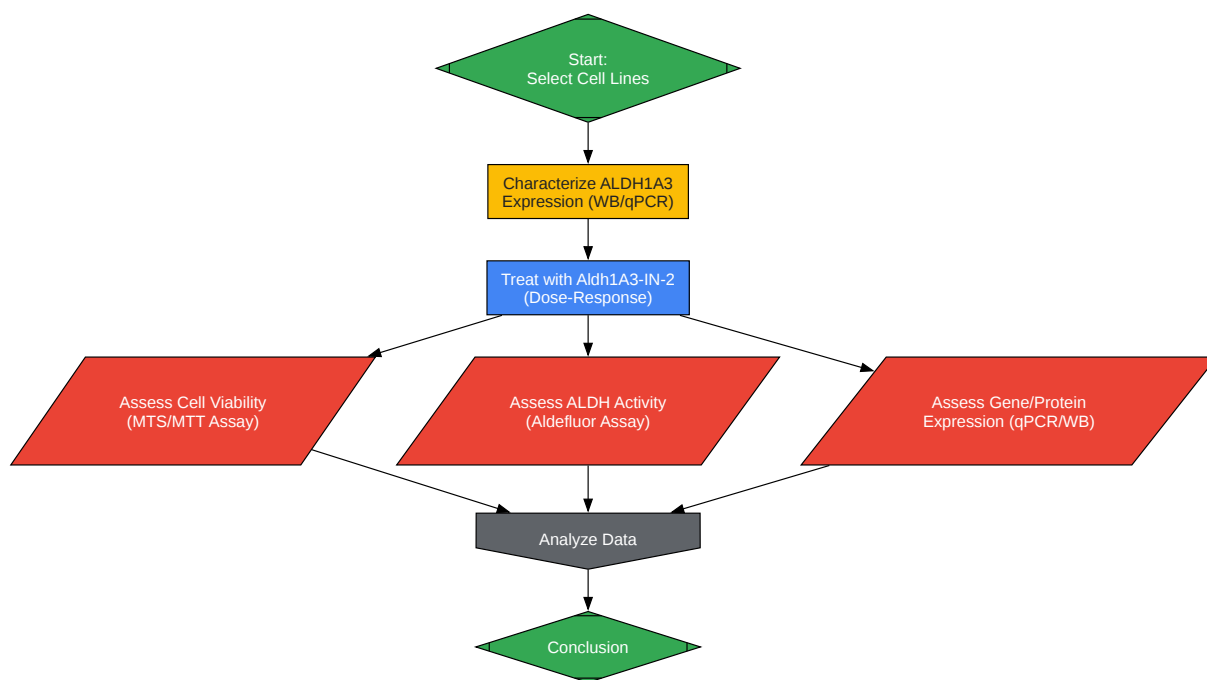 Start:
Select Cell Lines
Characterize ALDH1A3
Expression (WB/qPCR)
Treat with Aldh1A3-IN-2
(Dose-Response)
Assess Cell Viability
(MTS/MTT Assay)
Assess ALDH Activity
(Aldefluor Assay)
Assess Gene/Protein
Expression (qPCR/WB)
Analyze Data
Conclusion